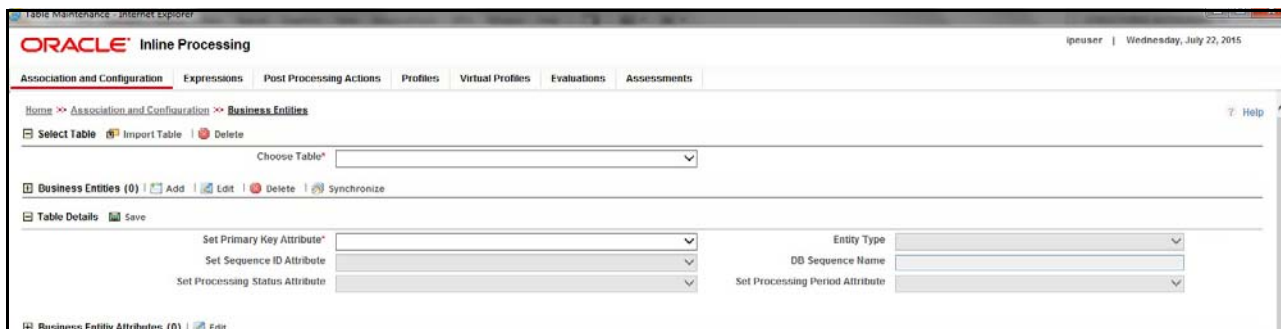 Table Maintenance - Internet Explorer
ORACLE Inline Processing
ipeuser | Wednesday, July 22, 2015
Association and Configuration Expressions Post Processing Actions Profiles Virtual Profiles Evaluations Assessments
Home >> Association and Configuration >> Business Entities
? Help
Select Table Import Table | Delete
Choose Table*
Business Entities (0) | Add | Edit | Delete | Synchronize
Table Details Save
Set Primary Key Attribute* Entity Type
Set Sequence ID Attribute DB Sequence Name
Set Processing Status Attribute Set Processing Period Attribute
Business Entitiy Attributes (0) | Edit